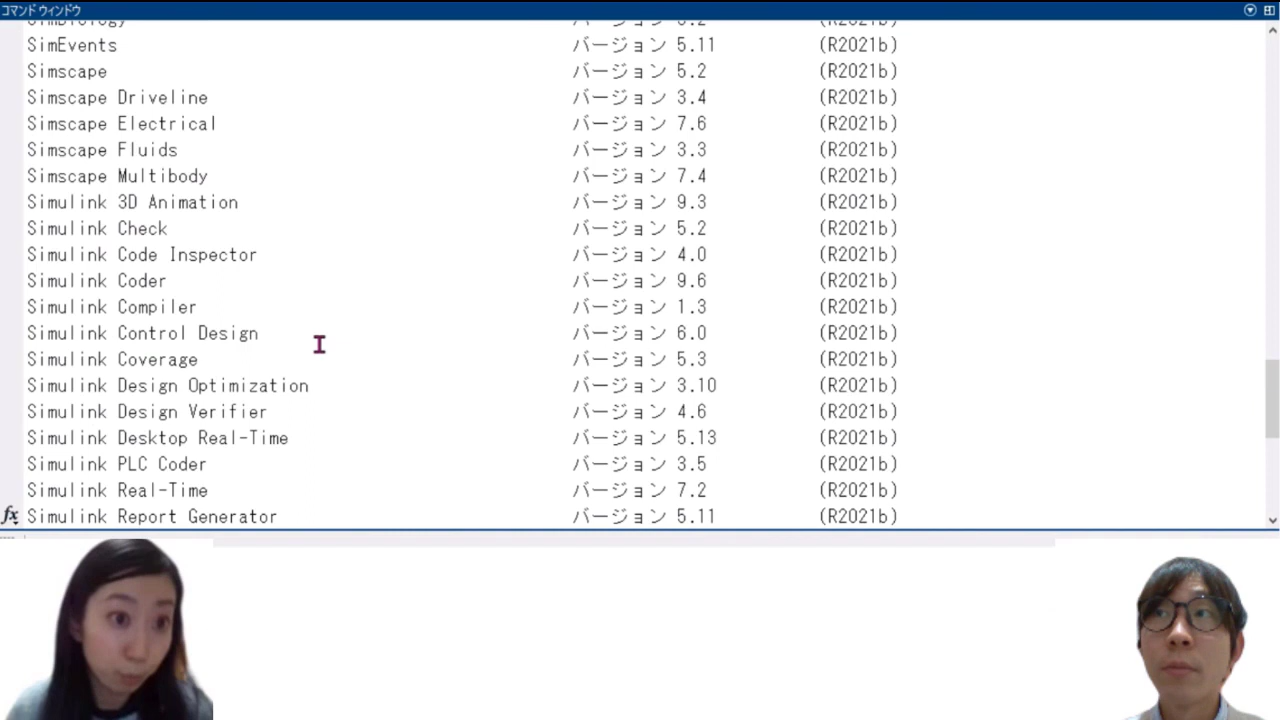 コマンド ウィンドウ
SimBiology バージョン 6.2
SimEvents バージョン 5.11 (R2021b)
Simscape バージョン 5.2 (R2021b)
Simscape Driveline バージョン 3.4 (R2021b)
Simscape Electrical バージョン 7.6 (R2021b)
Simscape Fluids バージョン 3.3 (R2021b)
Simscape Multibody バージョン 7.4 (R2021b)
Simulink 3D Animation バージョン 9.3 (R2021b)
Simulink Check バージョン 5.2 (R2021b)
Simulink Code Inspector バージョン 4.0 (R2021b)
Simulink Coder バージョン 9.6 (R2021b)
Simulink Compiler バージョン 1.3 (R2021b)
Simulink Control Design バージョン 6.0 (R2021b)
Simulink Coverage バージョン 5.3 (R2021b)
Simulink Design Optimization バージョン 3.10 (R2021b)
Simulink Design Verifier バージョン 4.6 (R2021b)
Simulink Desktop Real-Time バージョン 5.13 (R2021b)
Simulink PLC Coder バージョン 3.5 (R2021b)
Simulink Real-Time バージョン 7.2 (R2021b)
fx Simulink Report Generator バージョン 5.11 (R2021b)